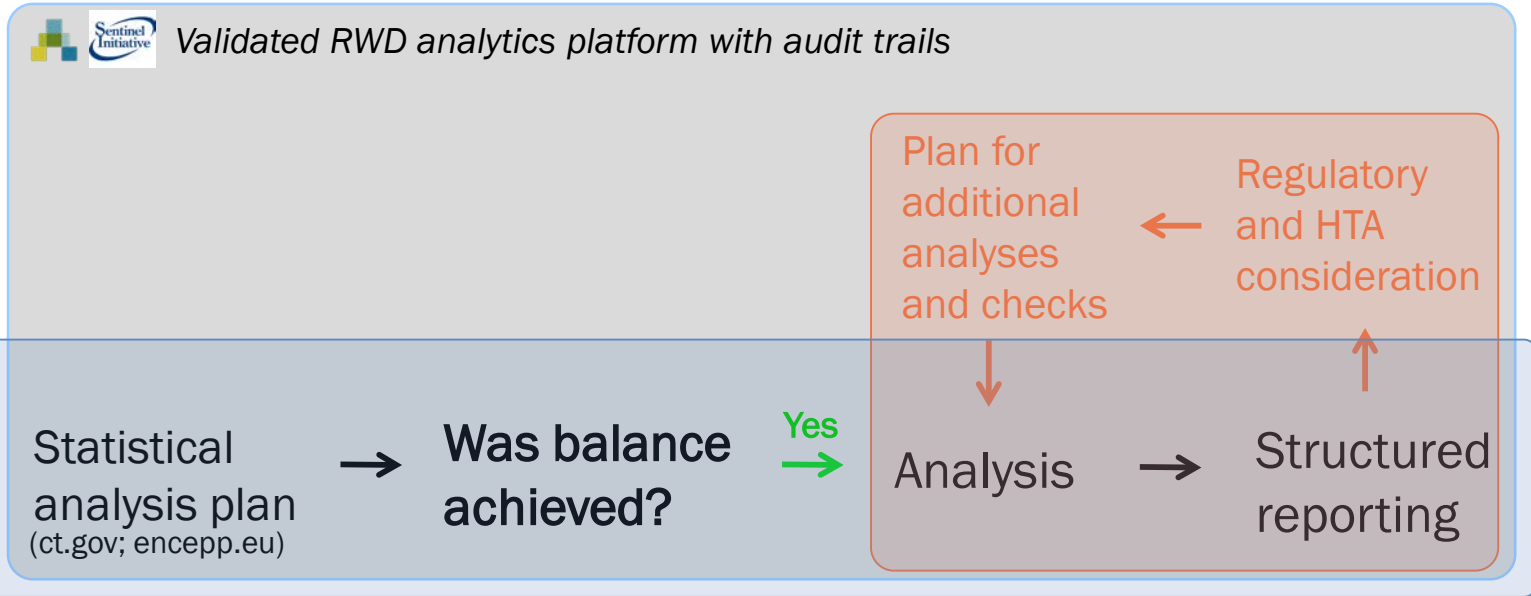 Sentinel
Initiative
Validated RWD analytics platform with audit trails
Plan for
additional
analyses
and checks
Regulatory
and HTA
consideration
Statistical
analysis plan
(ct.gov; encepp.eu)
Was balance
achieved?
Yes
Analysis
Structured
reporting